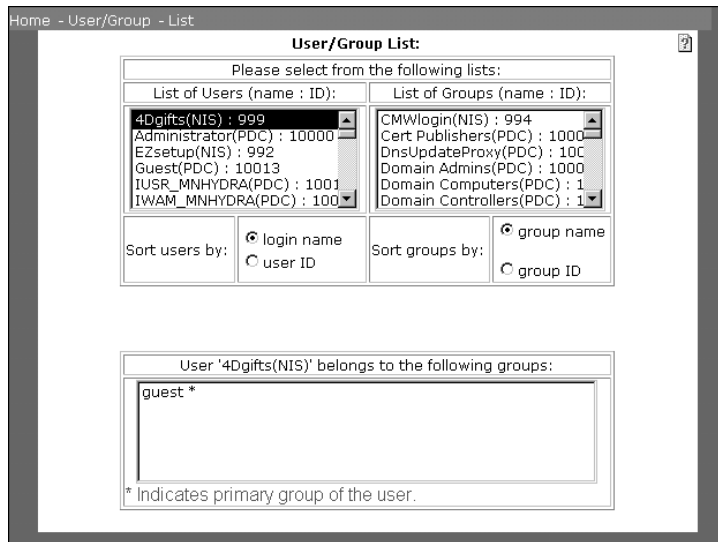 Home - User/Group - List
User/Group List:
Please select from the following lists:
List of Users (name : ID):
List of Groups (name : ID):
4Dgifts(NIS) : 999
Administrator(PDC) : 10000
EZsetup(NIS) : 992
Guest(PDC) : 10013
IUSR_MNHYDRA(PDC) : 1001
IWAM_MNHYDRA(PDC) : 100
CMWlogin(NIS) : 994
Cert Publishers(PDC) : 1000
DnsUpdateProxy(PDC) : 100
Domain Admins(PDC) : 1000
Domain Computers(PDC) : 1
Domain Controllers(PDC) : 1
Sort users by:
login name
user ID
Sort groups by:
group name
group ID
User '4Dgifts(NIS)' belongs to the following groups:
guest *
* Indicates primary group of the user.